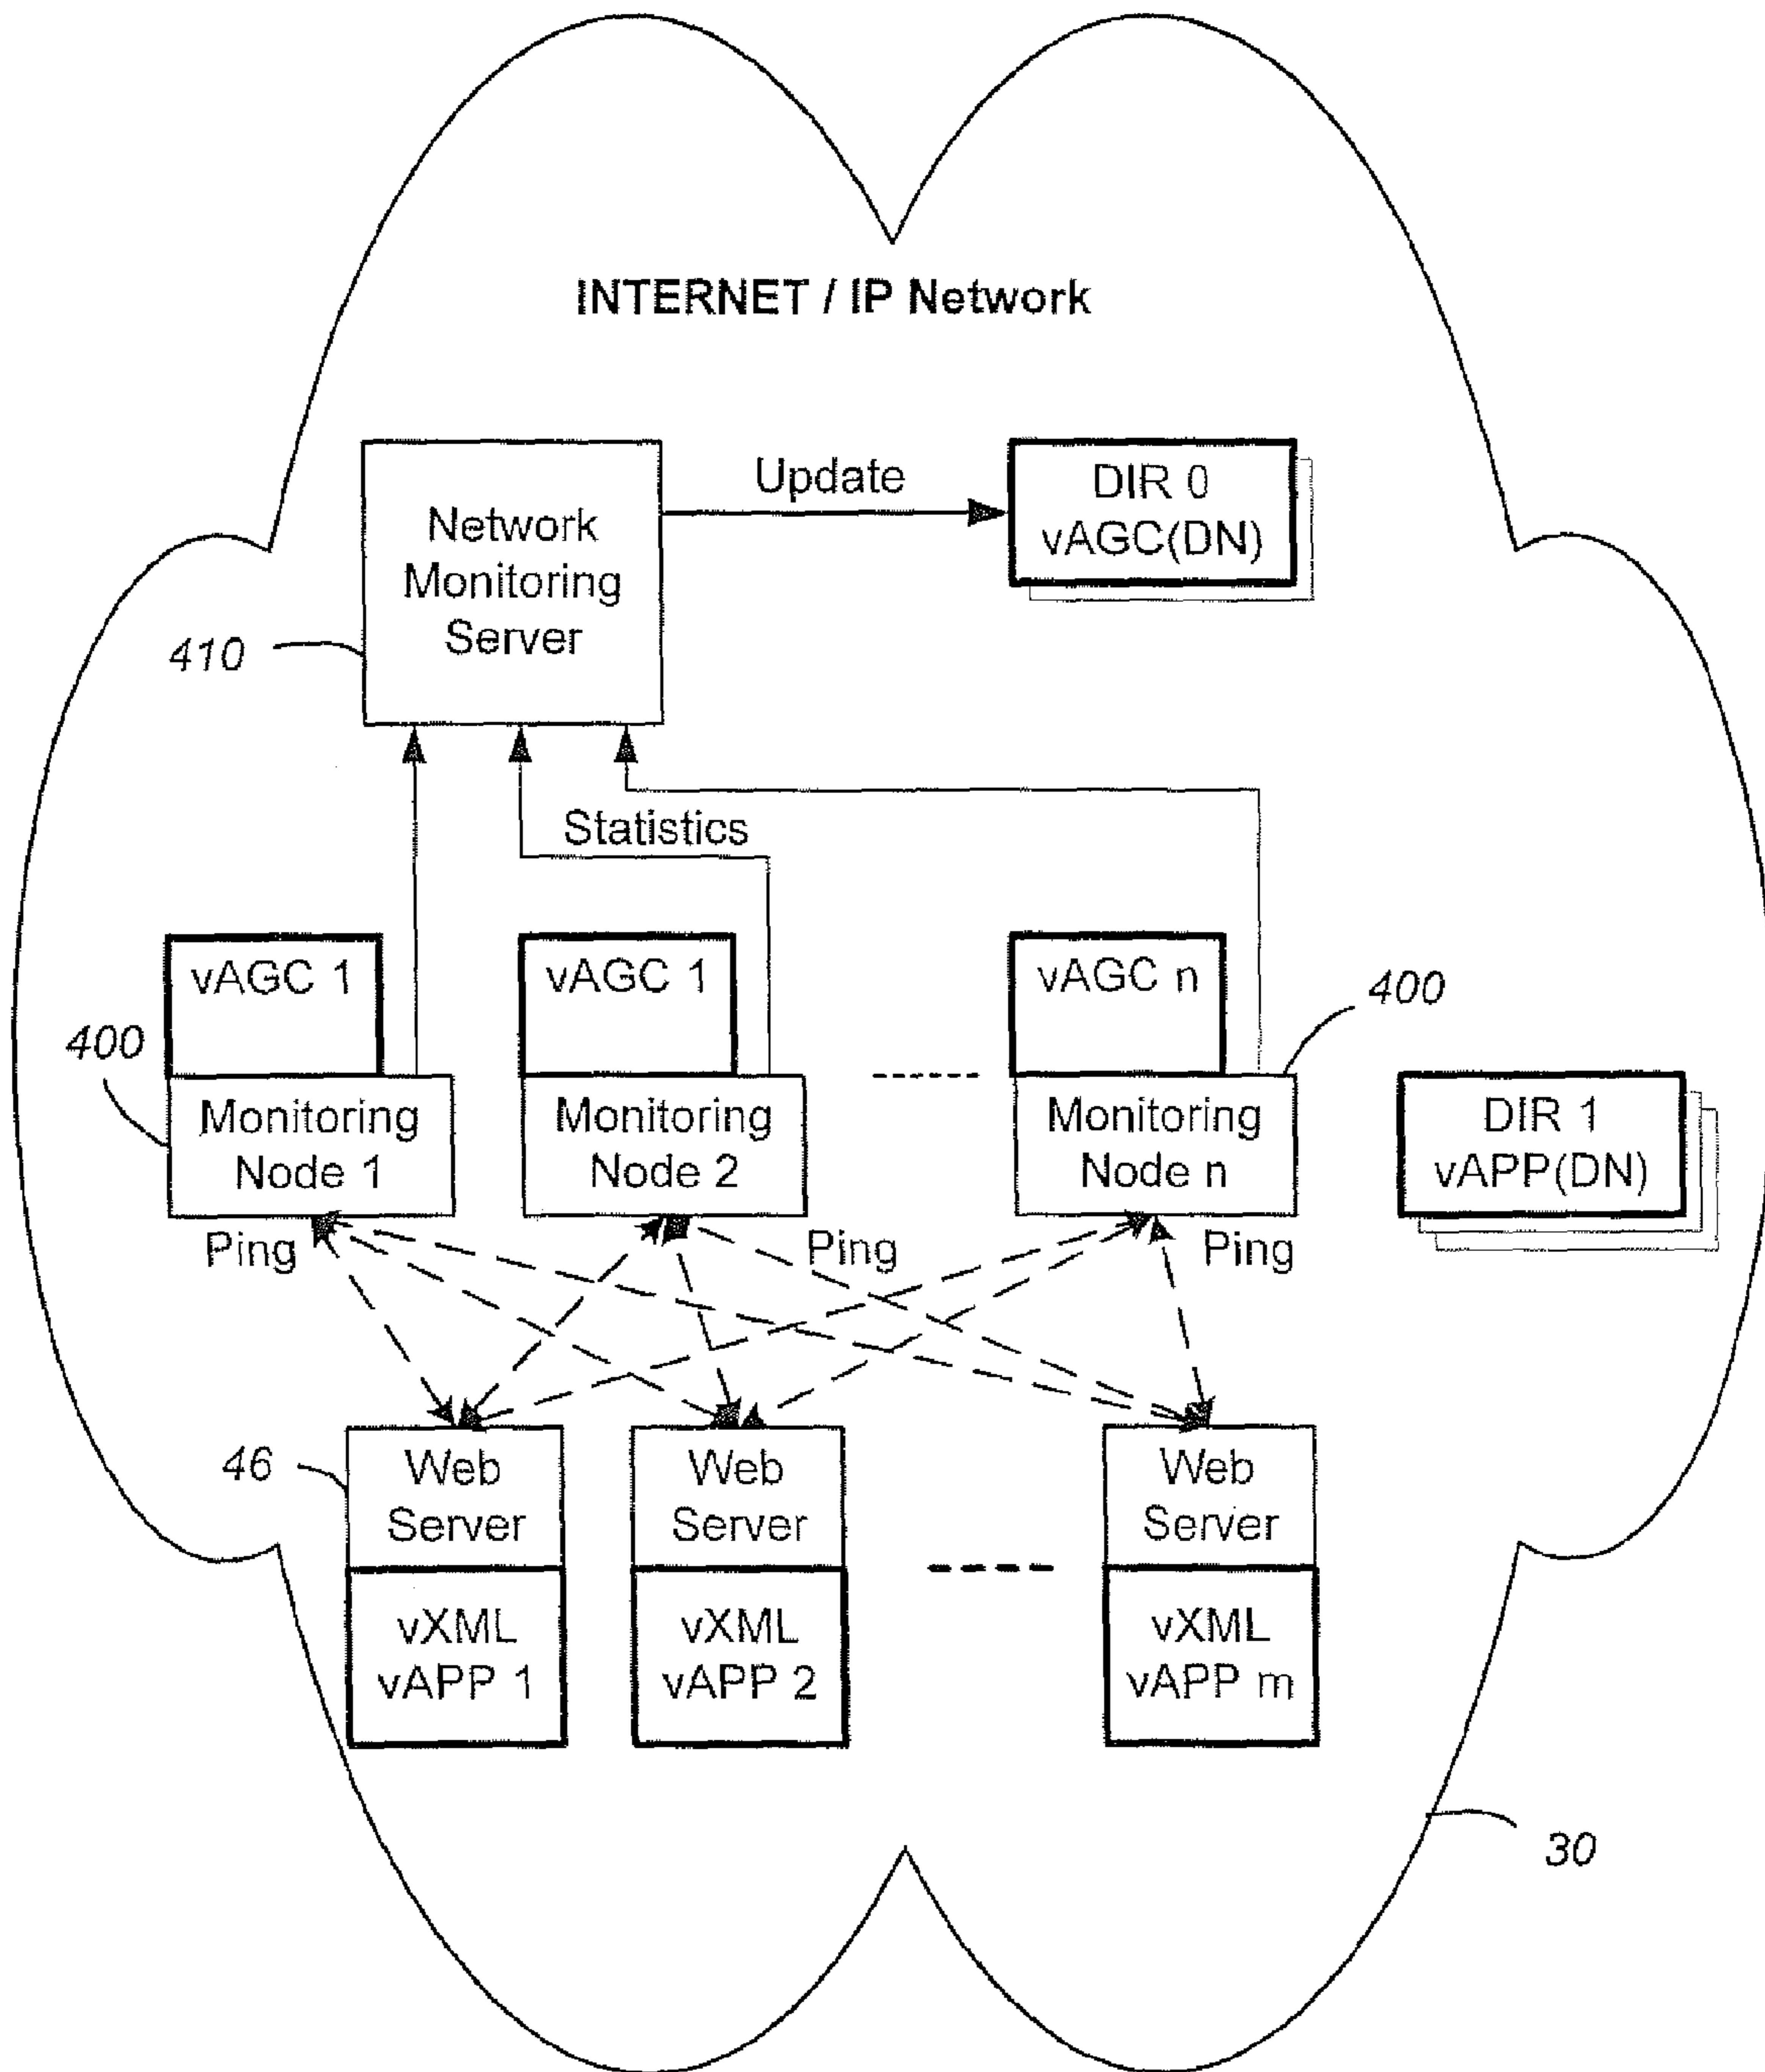 INTERNET / IP Network
Network
Monitoring
Server
Update
DIR 0
vAGC(DN)
410
Statistics
vAGC 1
vAGC 1
vAGC n
400
400
Monitoring
Node 1
Monitoring
Node 2
Monitoring
Node n
DIR 1
vAPP(DN)
Ping
Ping
Ping
46
Web
Server
Web
Server
Web
Server
vXML
vAPP 1
vXML
vAPP 2
vXML
vAPP m
30